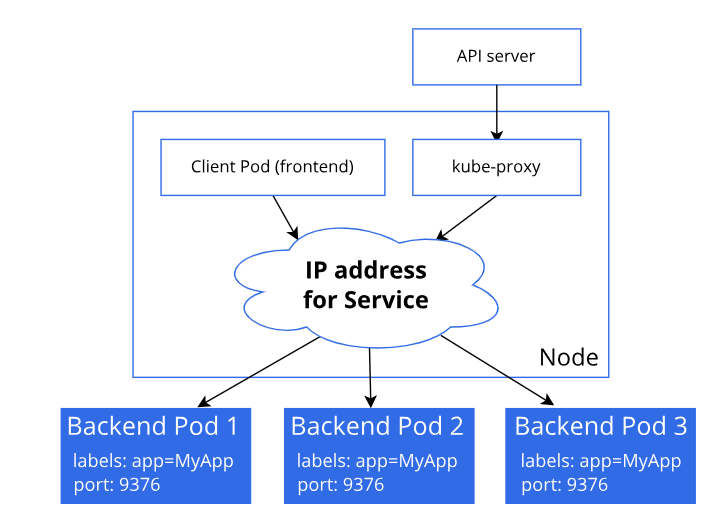 API server
Client Pod (frontend)
kube-proxy
IP address
for Service
Node
Backend Pod 1
labels: app=MyApp
port: 9376
Backend Pod 2
labels: app=MyApp
port: 9376
Backend Pod 3
labels: app=MyApp
port: 9376